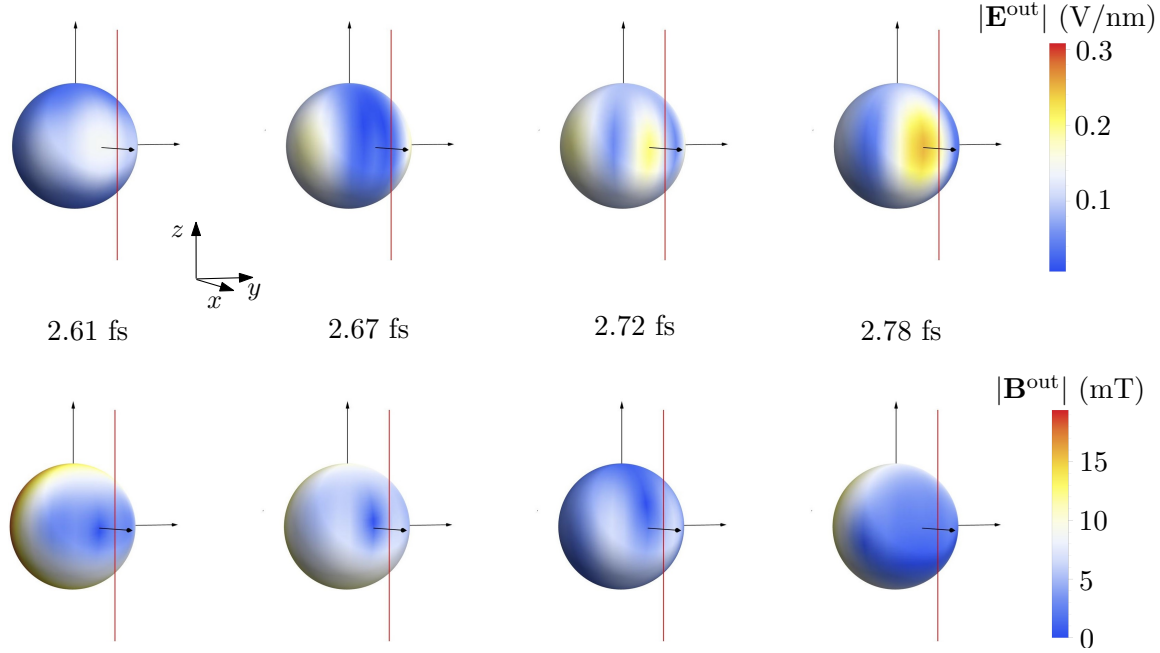 |E^out| (V/nm)
0.3
0.2
0.1
z
x
y
2.61 fs
2.67 fs
2.72 fs
2.78 fs
|B^out| (mT)
15
10
5
0